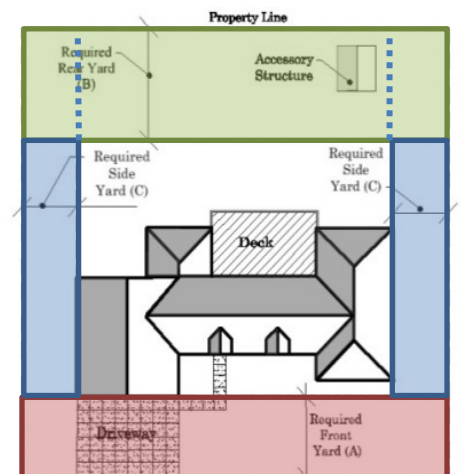 Property Line
Required
Rear Yard
(B)
Accessory
Structure
Required
Side
Yard (C)
Required
Side
Yard (C)
Deck
Required
Front
Yard (A)
Driveway